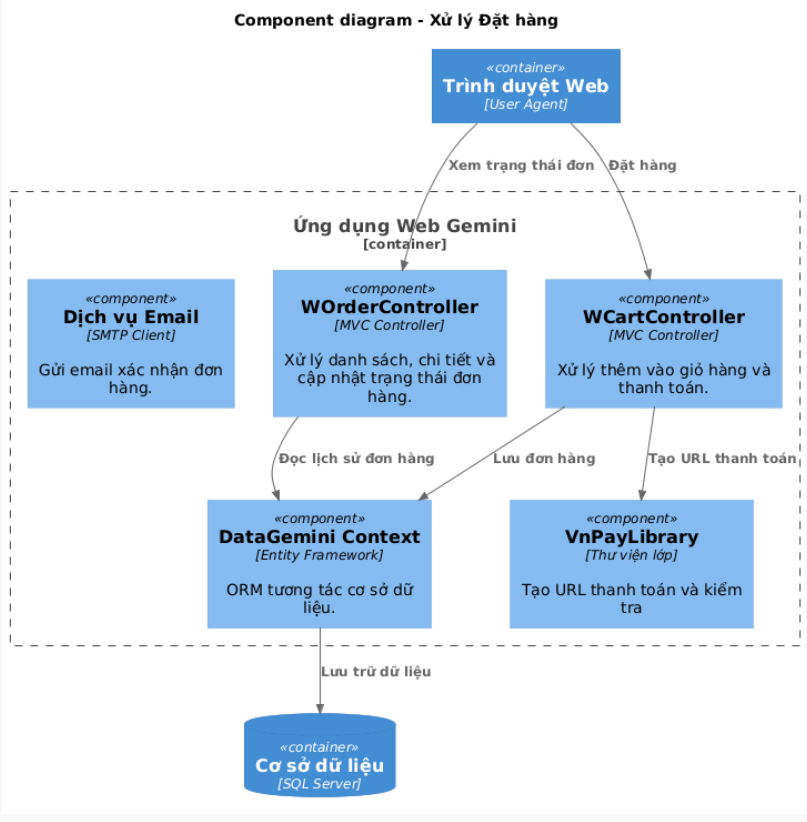 Component diagram - Xử lý Đặt hàng
«container»
Trình duyệt Web
[User Agent]
Xem trạng thái đơn
Đặt hàng
Ứng dụng Web Gemini
[container]
«component»
Dịch vụ Email
[SMTP Client]
Gửi email xác nhận đơn
hàng.
«component»
WOrderController
[MVC Controller]
Xử lý danh sách, chi tiết và
cập nhật trạng thái đơn
hàng.
«component»
WCartController
[MVC Controller]
Xử lý thêm vào giỏ hàng và
thanh toán.
Đọc lịch sử đơn hàng
Lưu đơn hàng
Tạo URL thanh toán
«component»
DataGemini Context
[Entity Framework]
ORM tương tác cơ sở dữ
liệu.
«component»
VnPayLibrary
[Thư viện lớp]
Tạo URL thanh toán và kiểm
tra
Lưu trữ dữ liệu
«container»
Cơ sở dữ liệu
[SQL Server]